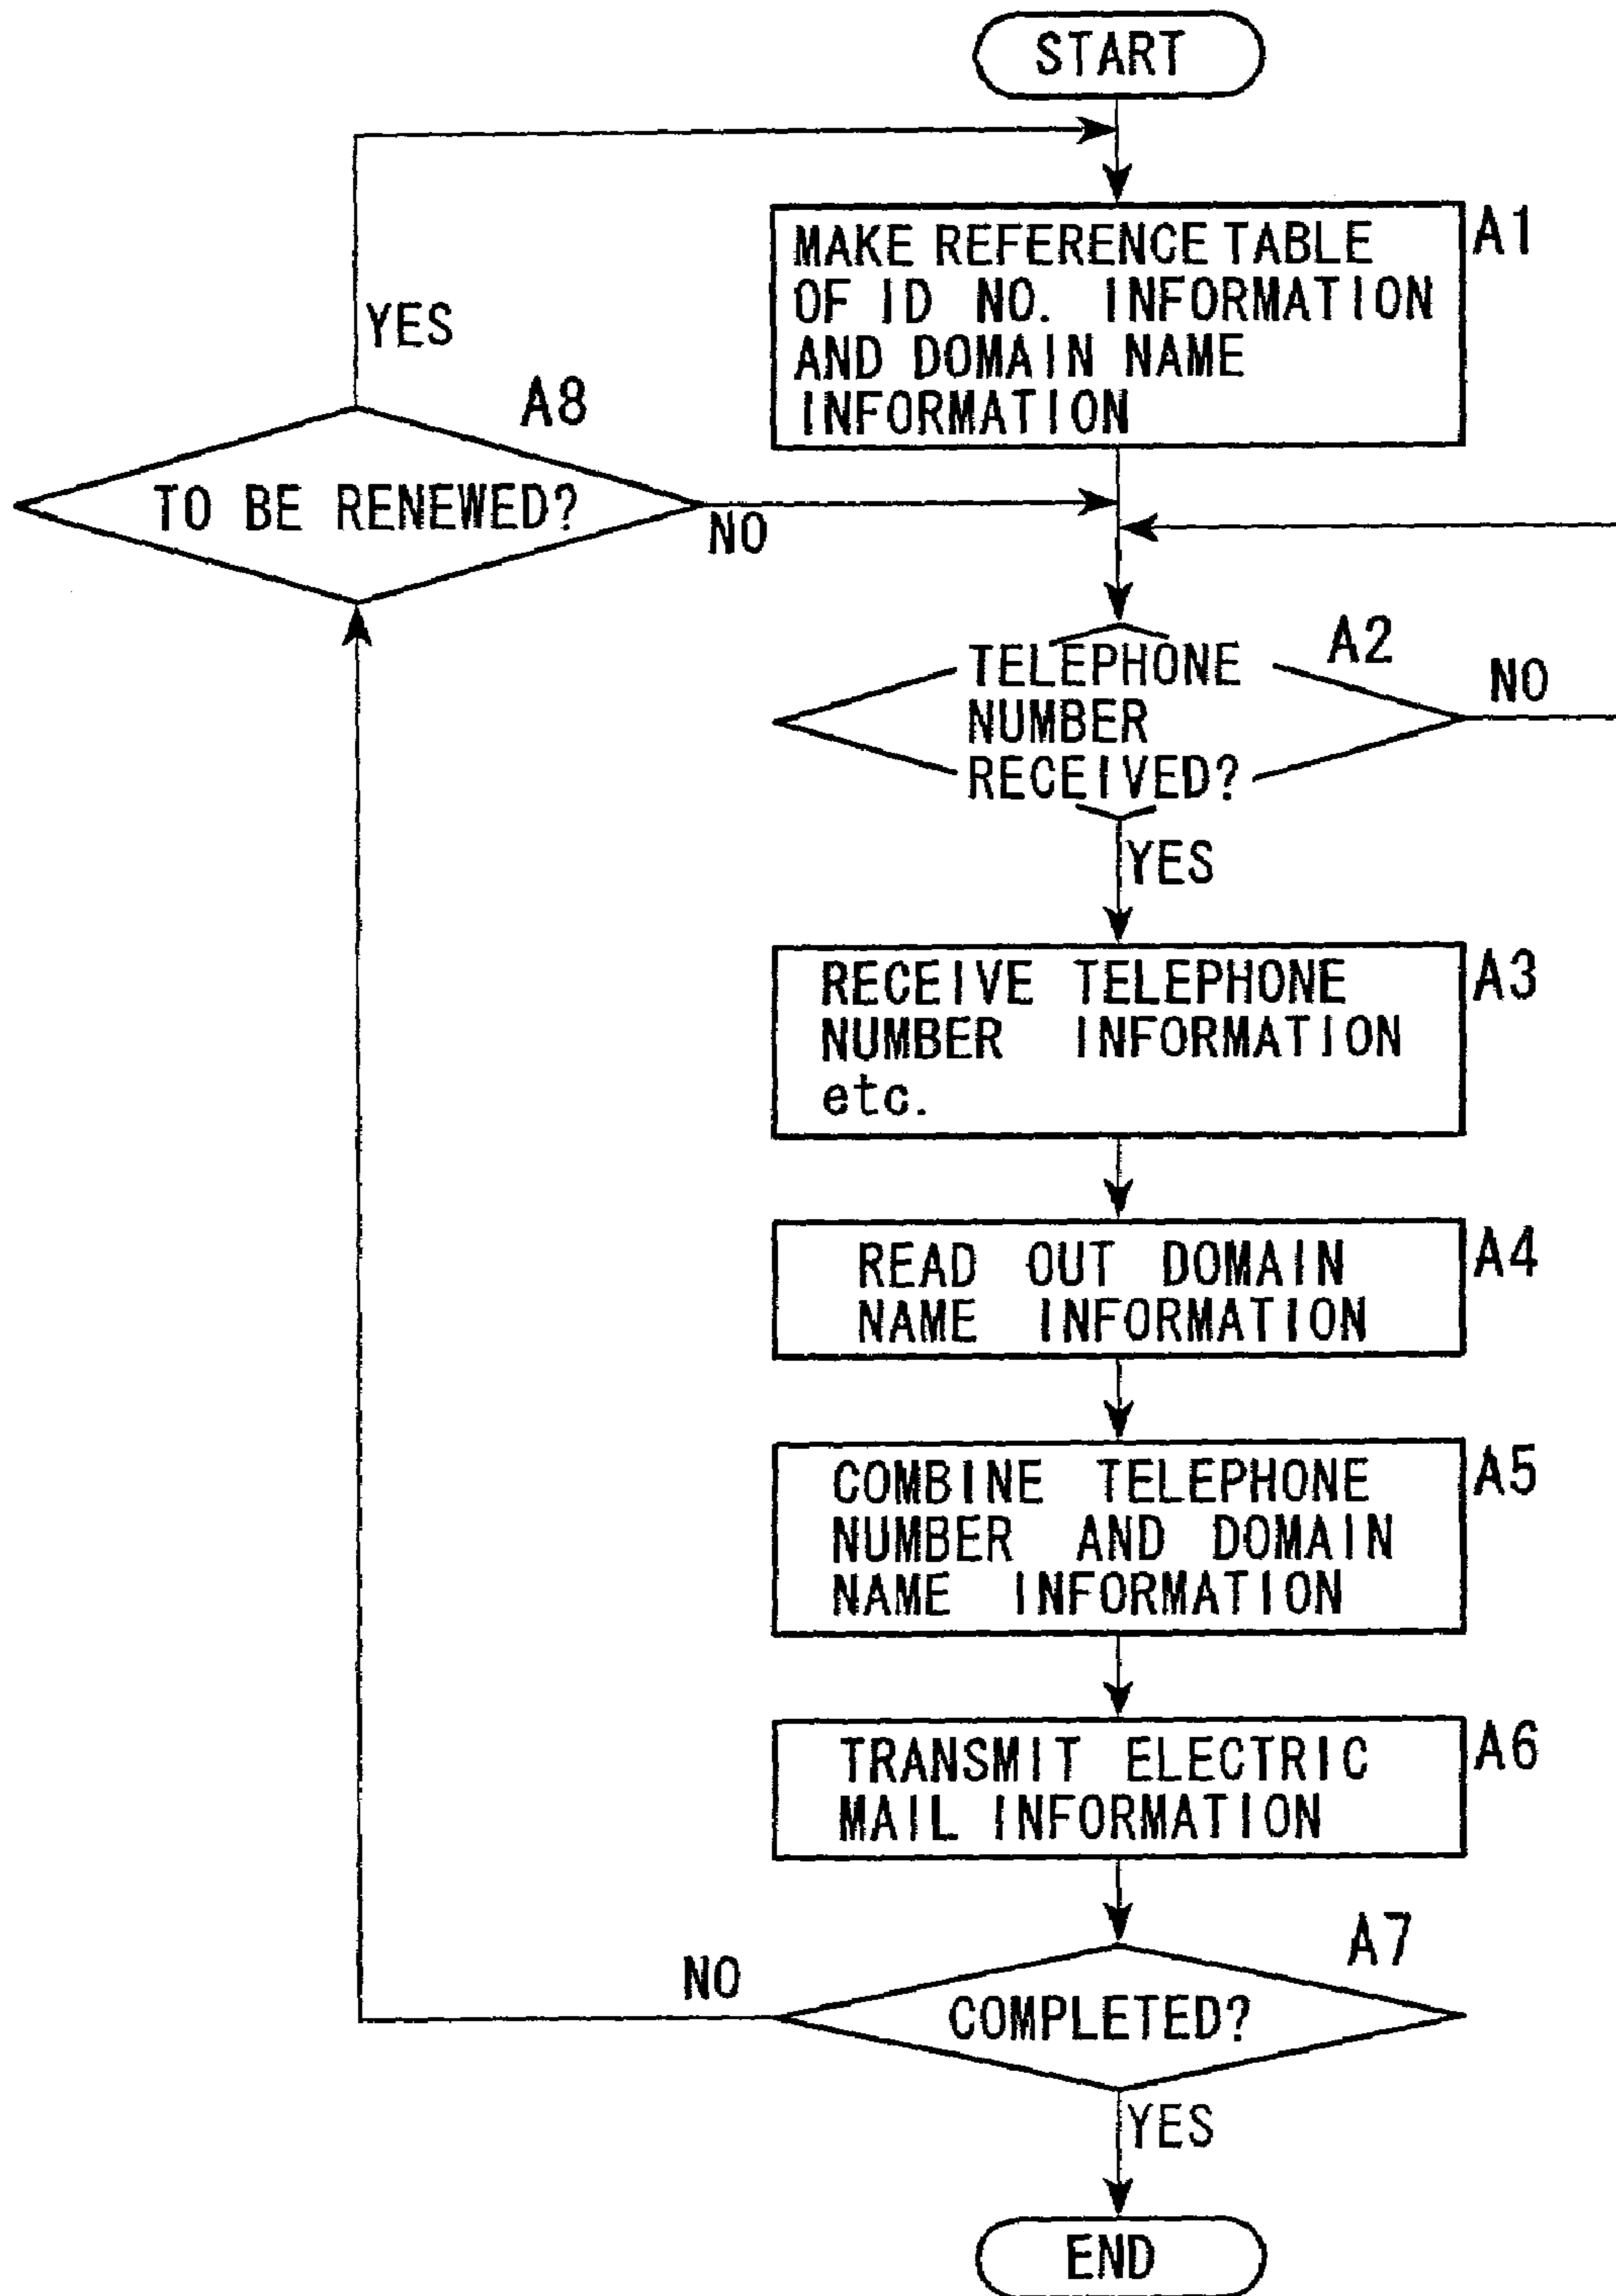 START
MAKE REFERENCE TABLE
OF ID NO. INFORMATION
AND DOMAIN NAME
INFORMATION
A1
YES
A8
TO BE RENEWED?
NO
TELEPHONE
NUMBER
RECEIVED?
A2
NO
YES
RECEIVE TELEPHONE
NUMBER INFORMATION
etc.
A3
READ OUT DOMAIN
NAME INFORMATION
A4
COMBINE TELEPHONE
NUMBER AND DOMAIN
NAME INFORMATION
A5
TRANSMIT ELECTRIC
MAIL INFORMATION
A6
A7
NO
COMPLETED?
YES
END